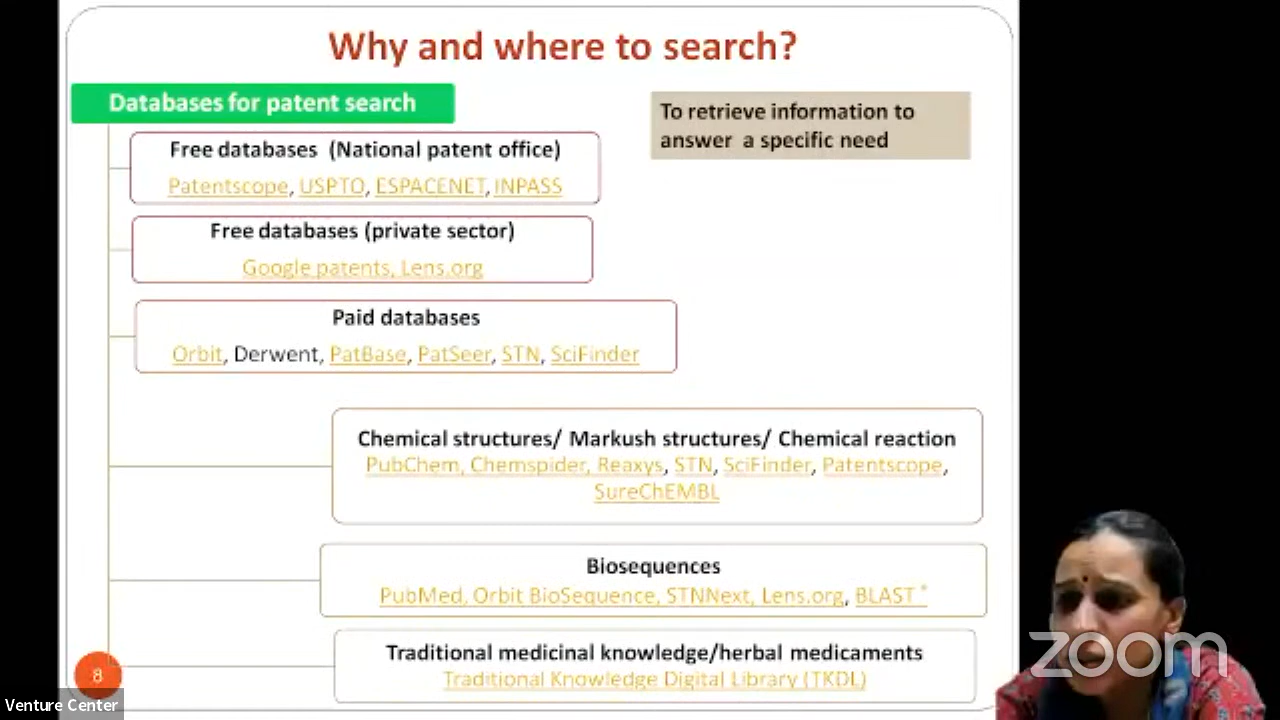 Why and where to search?
Databases for patent search
To retrieve information to
answer a specific need
Free databases (National patent office)
Patentscope, USPTO, ESPACENET, INPASS
Free databases (private sector)
Google patents, Lens.org
Paid databases
Orbit, Derwent, PatBase, PatSeer, STN, SciFinder
Chemical structures/ Markush structures/ Chemical reaction
PubChem, Chemspider, Reaxys, STN, SciFinder, Patentscope,
SureChEMBL
Biosequences
PubMed, Orbit BioSequence, STNNext, Lens.org, BLAST *
Traditional medicinal knowledge/herbal medicaments
Traditional Knowledge Digital Library (TKDL)
8
Venture Center
zoom